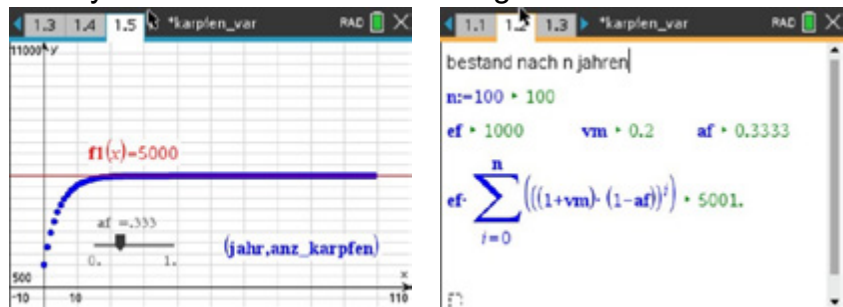 1.3 1.4 1.5 *karpfen_var RAD
11000 y
f1(x)=5000
af =.333
0. 1.
(jahr,anz_karpfen)
500
x
-10 10 110
1.1 1.2 1.3 *karpfen_var RAD
bestand nach n jahren
n:=100 ▸ 100
ef ▸ 1000 vm ▸ 0.2 af ▸ 0.3333
n
ef· ∑ (((1+vm)·(1-af))^i) ▸ 5001.
i=0